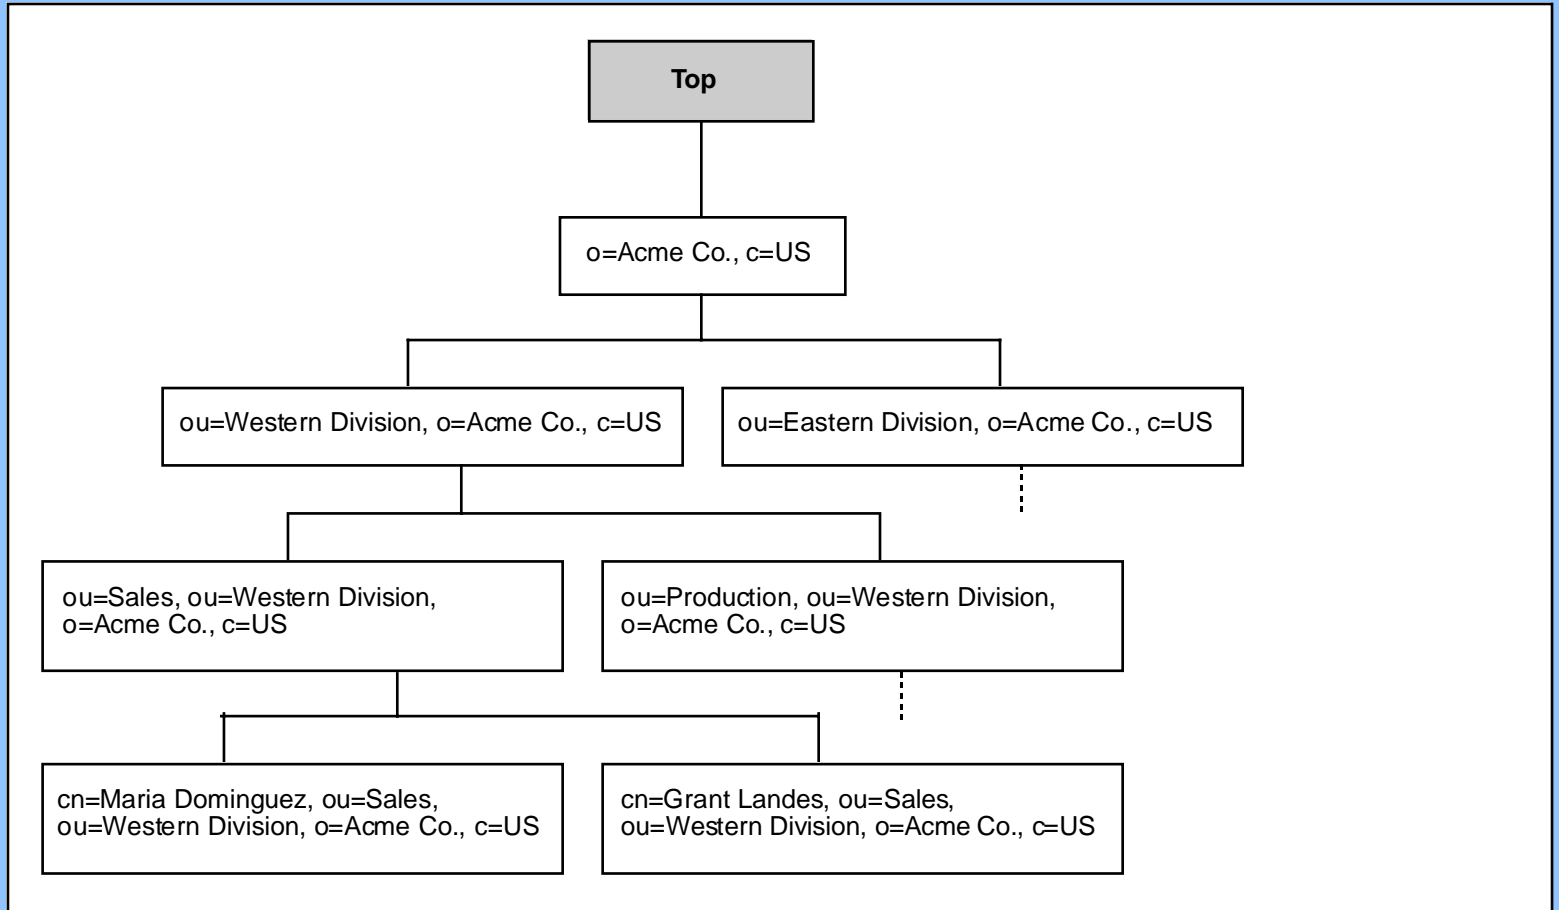 Top
o=Acme Co., c=US
ou=Western Division, o=Acme Co., c=US
ou=Eastern Division, o=Acme Co., c=US
ou=Sales, ou=Western Division,
o=Acme Co., c=US
ou=Production, ou=Western Division,
o=Acme Co., c=US
cn=Maria Dominguez, ou=Sales,
ou=Western Division, o=Acme Co., c=US
cn=Grant Landes, ou=Sales,
ou=Western Division, o=Acme Co., c=US